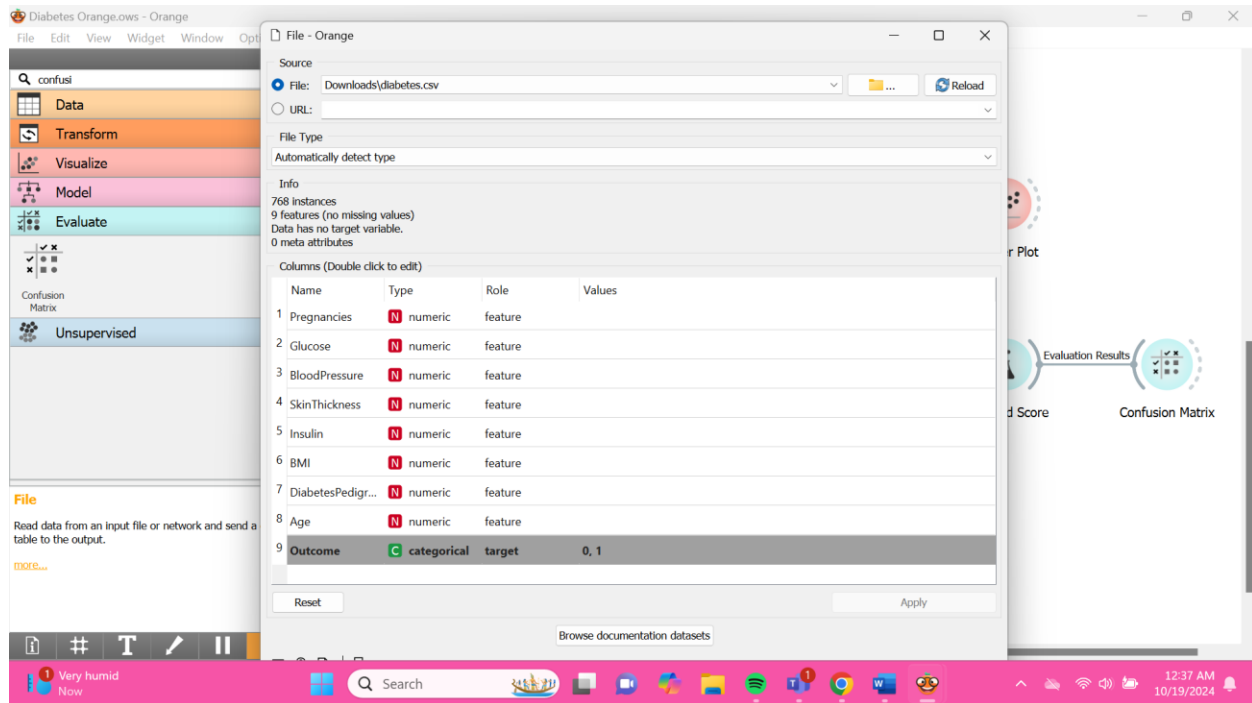 Diabetes Orange.ows - Orange
File Edit View Widget Window Opti
confusi
Data
Transform
Visualize
Model
Evaluate
Confusion
Matrix
Unsupervised
File
Read data from an input file or network and send a
table to the output.
more...
File - Orange
Source
File: Downloads\diabetes.csv ... Reload
URL:
File Type
Automatically detect type
Info
768 instances
9 features (no missing values)
Data has no target variable.
0 meta attributes
Columns (Double click to edit)
Name Type Role Values
1 Pregnancies N numeric feature
2 Glucose N numeric feature
3 BloodPressure N numeric feature
4 SkinThickness N numeric feature
5 Insulin N numeric feature
6 BMI N numeric feature
7 DiabetesPedigr... N numeric feature
8 Age N numeric feature
9 Outcome C categorical target 0, 1
Reset Apply
Browse documentation datasets
r Plot
Evaluation Results
d Score
Confusion Matrix
1 Very humid
Now
Search
1
12:37 AM
10/19/2024